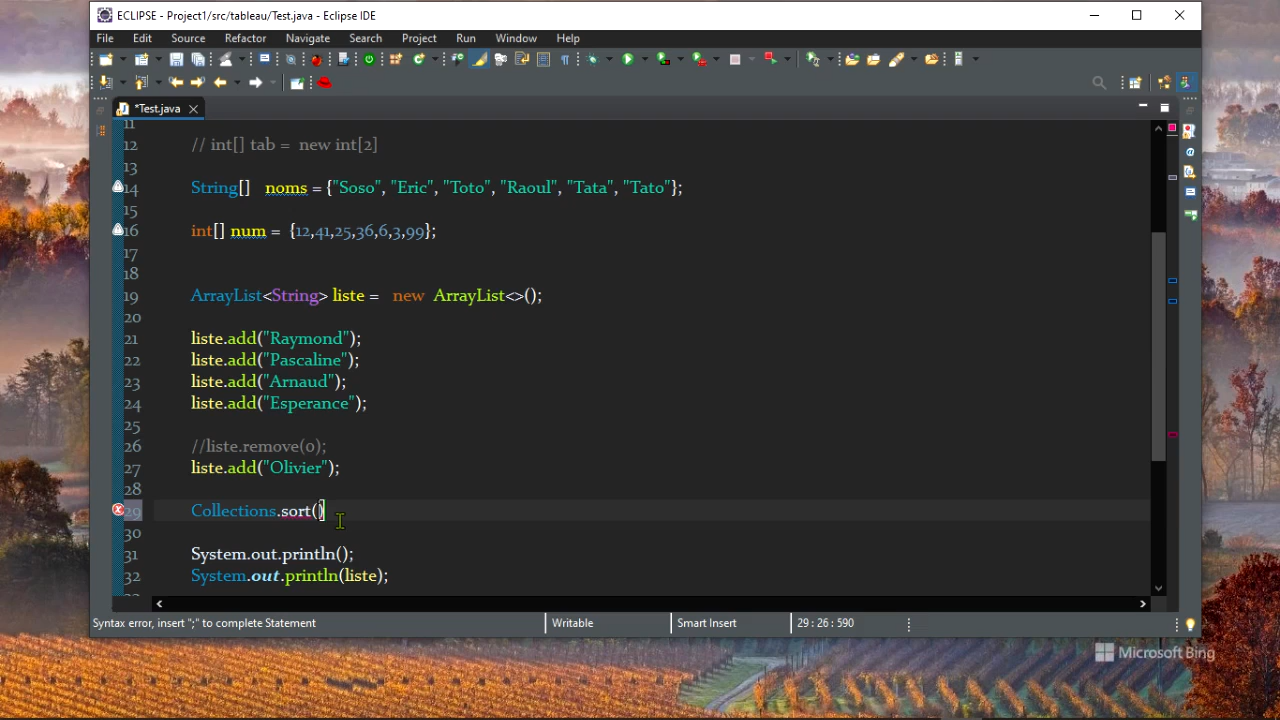 ECLIPSE - Project1/src/tableau/Test.java - Eclipse IDE
File Edit Source Refactor Navigate Search Project Run Window Help
*Test.java
11
12 // int[] tab = new int[2]
13
14 String[] noms = {"Soso", "Eric", "Toto", "Raoul", "Tata", "Tato"};
15
16 int[] num = {12,41,25,36,6,3,99};
17
18
19 ArrayList<String> liste = new ArrayList<>();
20
21 liste.add("Raymond");
22 liste.add("Pascaline");
23 liste.add("Arnaud");
24 liste.add("Esperance");
25
26 //liste.remove(0);
27 liste.add("Olivier");
28
29 Collections.sort()
30
31 System.out.println();
32 System.out.println(liste);
Syntax error, insert ";" to complete Statement Writable Smart Insert 29 : 26 : 590
Microsoft Bing